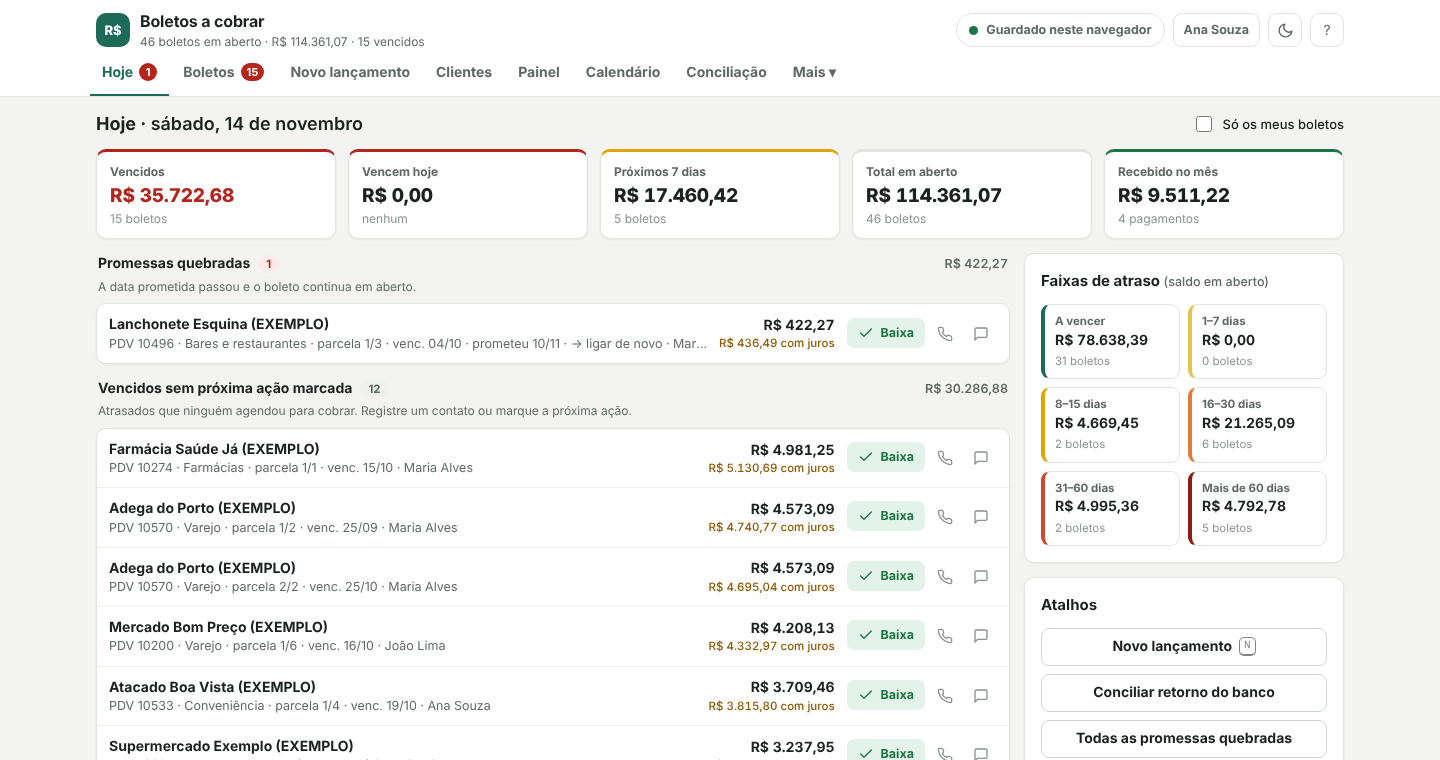 R$
Boletos a cobrar
46 boletos em aberto · R$ 114.361,07 · 15 vencidos
Guardado neste navegador
Ana Souza
?
Hoje 1
Boletos 15
Novo lançamento
Clientes
Painel
Calendário
Conciliação
Mais ▾
Hoje · sábado, 14 de novembro
Só os meus boletos
Vencidos
R$ 35.722,68
15 boletos
Vencem hoje
R$ 0,00
nenhum
Próximos 7 dias
R$ 17.460,42
5 boletos
Total em aberto
R$ 114.361,07
46 boletos
Recebido no mês
R$ 9.511,22
4 pagamentos
Promessas quebradas 1
R$ 422,27
A data prometida passou e o boleto continua em aberto.
Lanchonete Esquina (EXEMPLO)
PDV 10496 · Bares e restaurantes · parcela 1/3 · venc. 04/10 · prometeu 10/11 · → ligar de novo · Mar...
R$ 422,27
R$ 436,49 com juros
Baixa
Vencidos sem próxima ação marcada 12
R$ 30.286,88
Atrasados que ninguém agendou para cobrar. Registre um contato ou marque a próxima ação.
Farmácia Saúde Já (EXEMPLO)
PDV 10274 · Farmácias · parcela 1/1 · venc. 15/10 · Maria Alves
R$ 4.981,25
R$ 5.130,69 com juros
Baixa
Adega do Porto (EXEMPLO)
PDV 10570 · Varejo · parcela 1/2 · venc. 25/09 · Maria Alves
R$ 4.573,09
R$ 4.740,77 com juros
Baixa
Adega do Porto (EXEMPLO)
PDV 10570 · Varejo · parcela 2/2 · venc. 25/10 · Maria Alves
R$ 4.573,09
R$ 4.695,04 com juros
Baixa
Mercado Bom Preço (EXEMPLO)
PDV 10200 · Varejo · parcela 1/6 · venc. 16/10 · João Lima
R$ 4.208,13
R$ 4.332,97 com juros
Baixa
Atacado Boa Vista (EXEMPLO)
PDV 10533 · Conveniência · parcela 1/4 · venc. 19/10 · Ana Souza
R$ 3.709,46
R$ 3.815,80 com juros
Baixa
Supermercado Exemplo (EXEMPLO)
R$ 3.237,95
Baixa
Faixas de atraso (saldo em aberto)
A vencer
R$ 78.638,39
31 boletos
1–7 dias
R$ 0,00
0 boletos
8–15 dias
R$ 4.669,45
2 boletos
16–30 dias
R$ 21.265,09
6 boletos
31–60 dias
R$ 4.995,36
2 boletos
Mais de 60 dias
R$ 4.792,78
5 boletos
Atalhos
Novo lançamento N
Conciliar retorno do banco
Todas as promessas quebradas